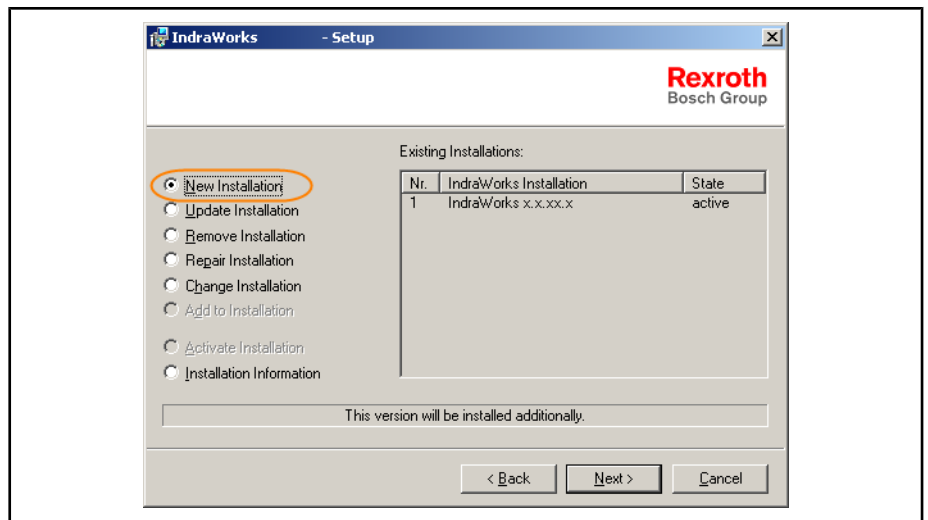 IndraWorks - Setup
Rexroth
Bosch Group
Existing Installations:
New Installation
Update Installation
Remove Installation
Repair Installation
Change Installation
Add to Installation
Activate Installation
Installation Information
Nr. IndraWorks Installation State
1 IndraWorks x.x.xx.x active
This version will be installed additionally.
< Back Next > Cancel